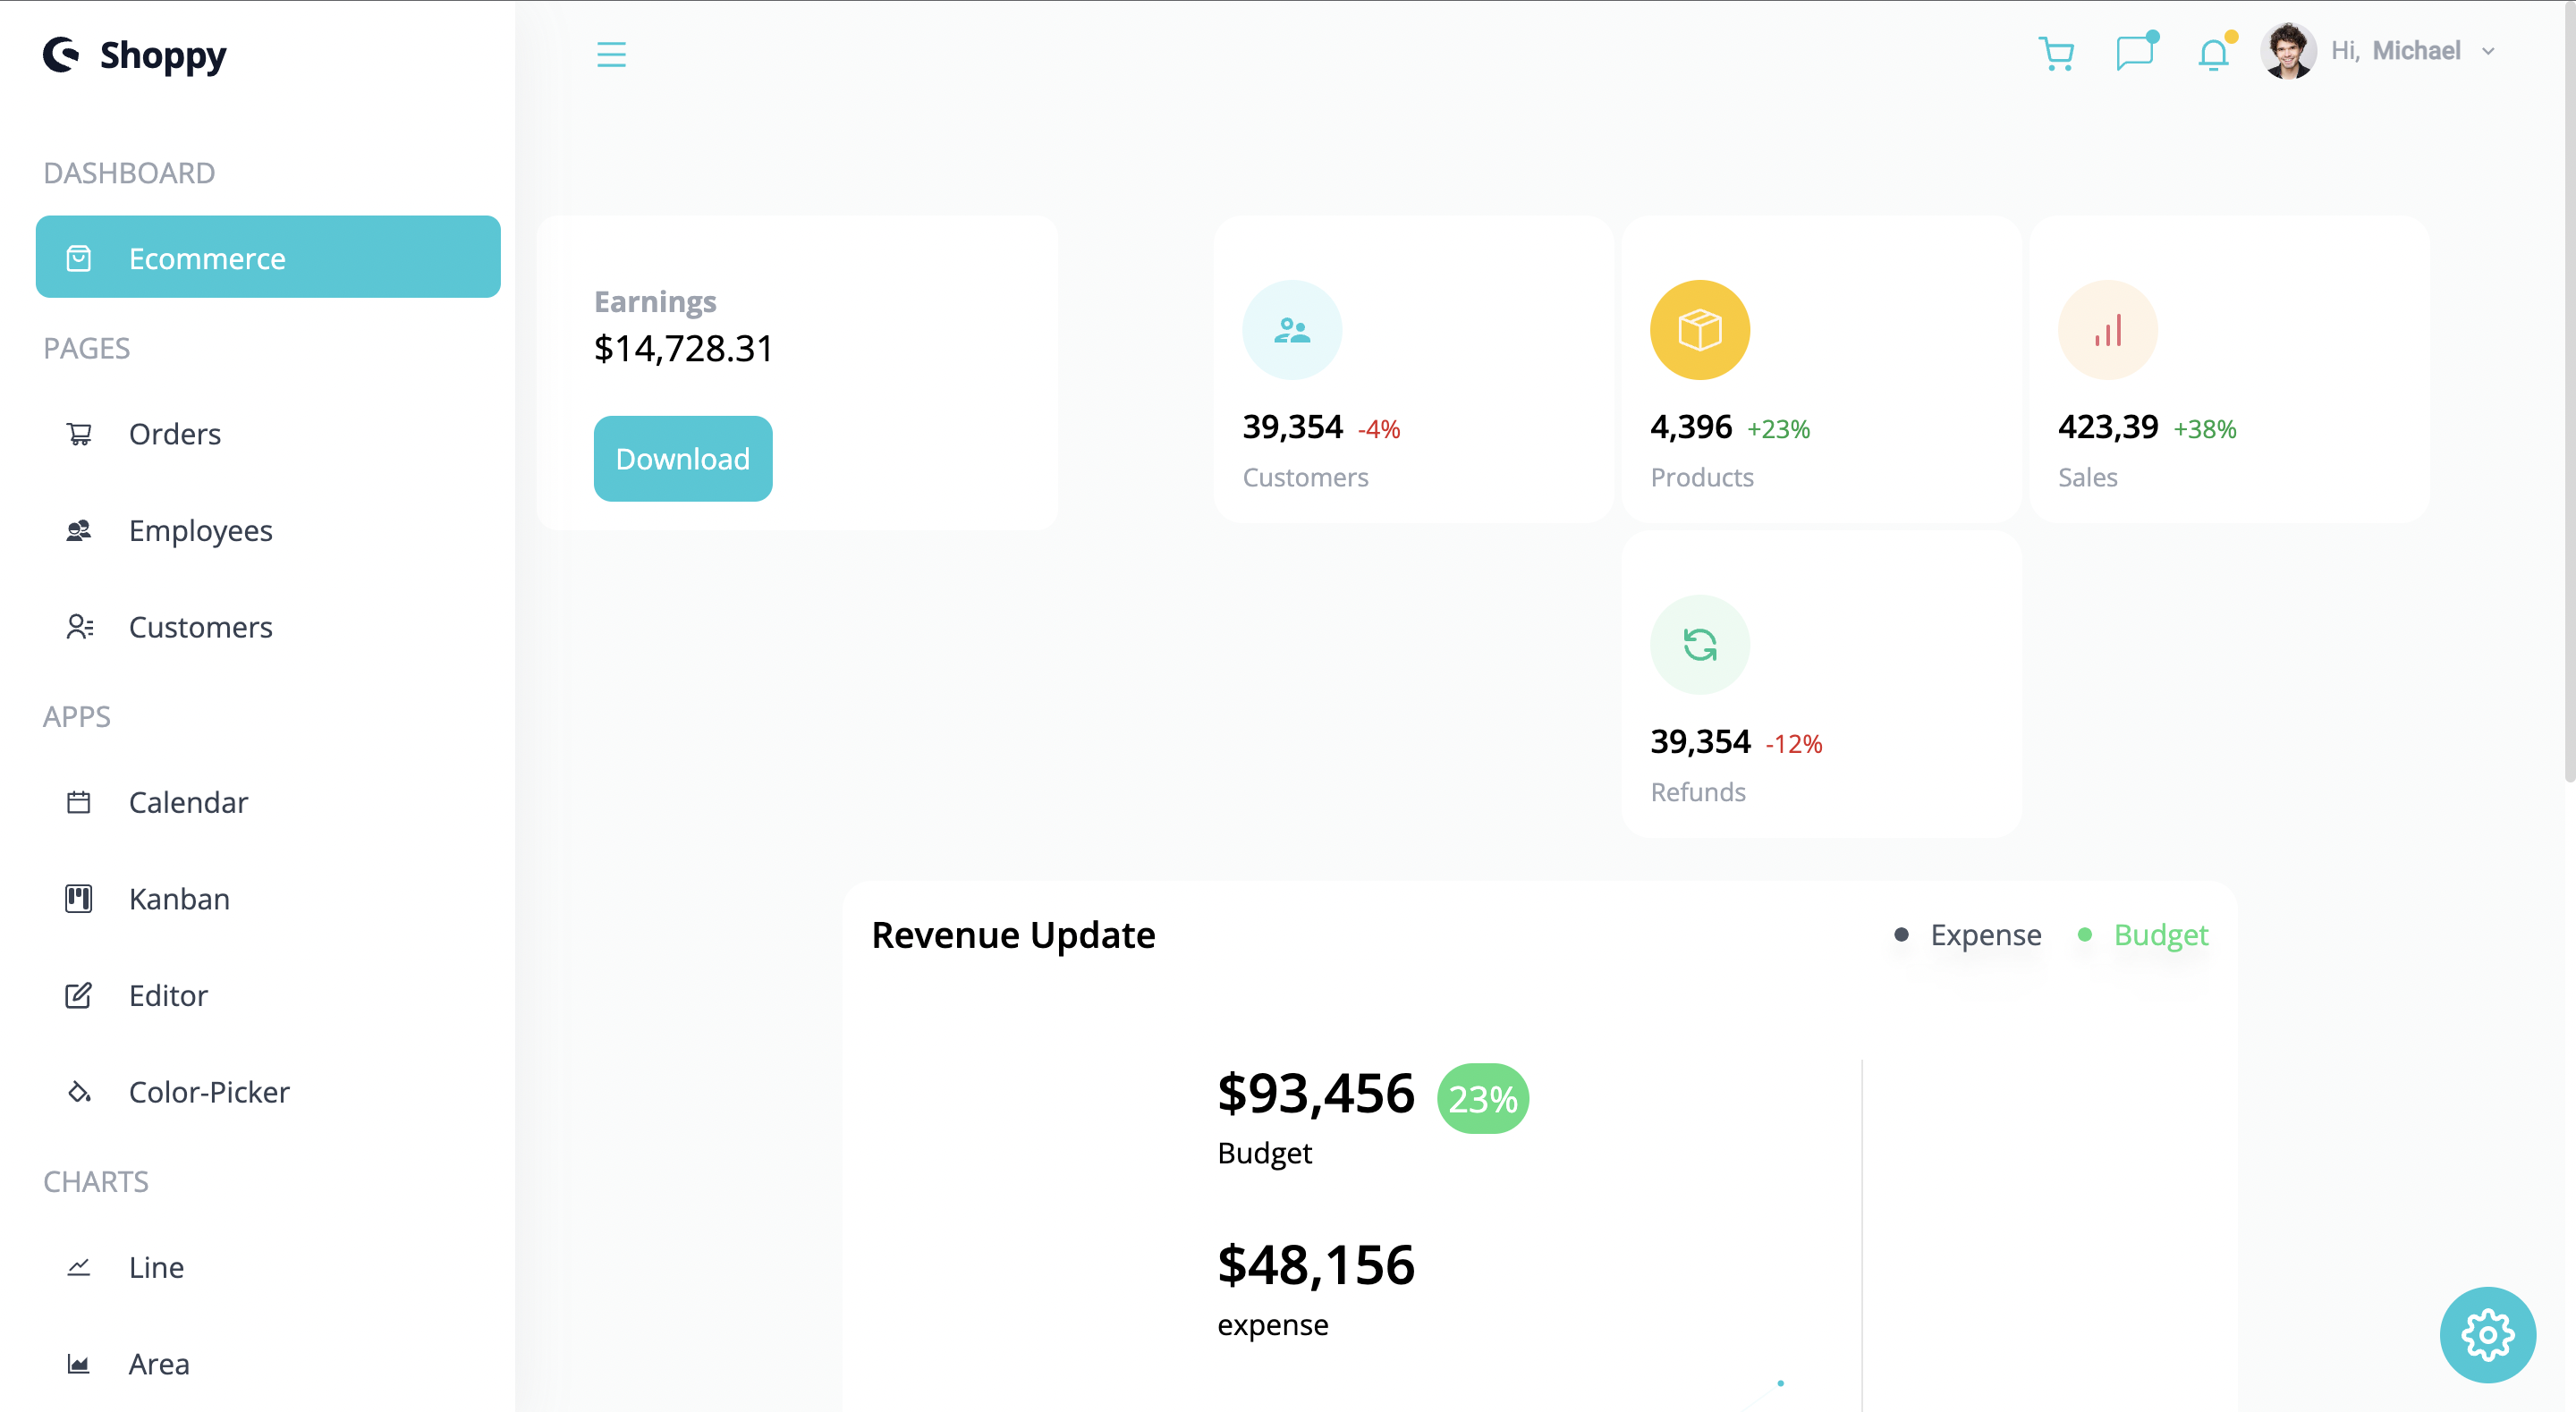 Shoppy
Hi, Michael
DASHBOARD
Ecommerce
PAGES
Orders
Employees
Customers
APPS
Calendar
Kanban
Editor
Color-Picker
CHARTS
Line
Area
Earnings
$14,728.31
Download
39,354 -4%
Customers
4,396 +23%
Products
423,39 +38%
Sales
39,354 -12%
Refunds
Revenue Update
Expense
Budget
$93,456 23%
Budget
$48,156
expense